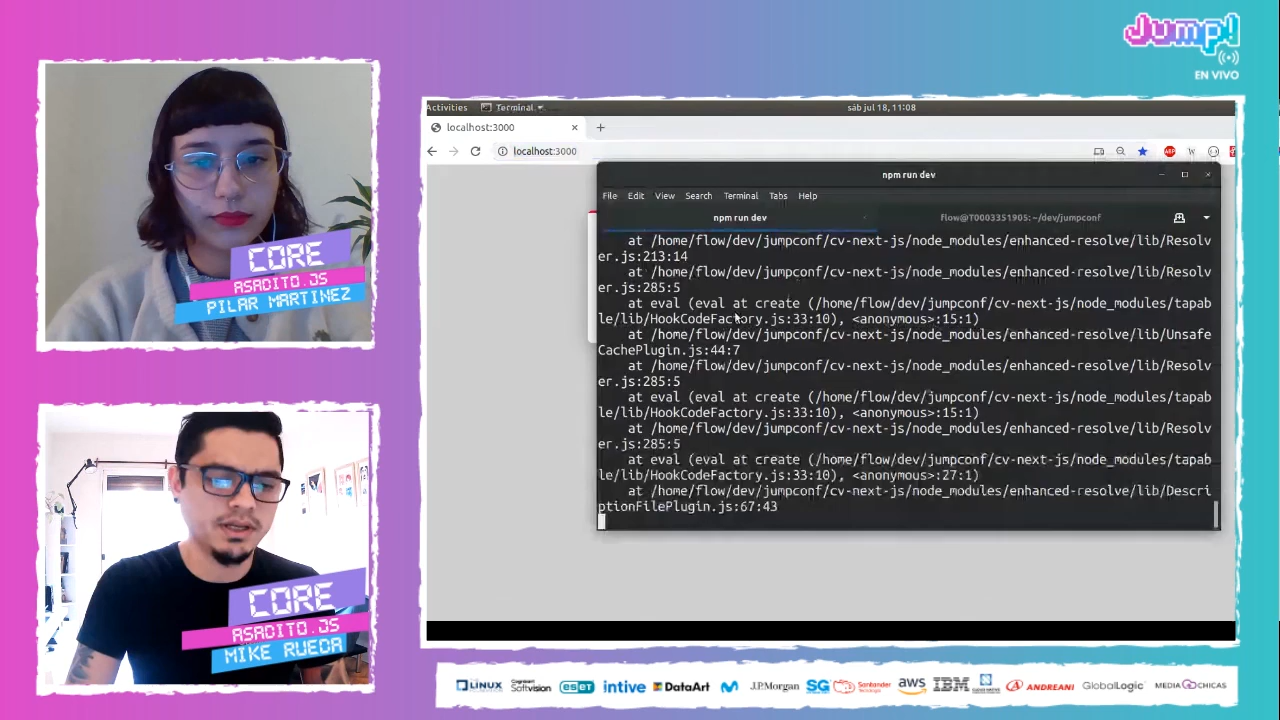 Jump!
EN VIVO
CORE
ASADITO.JS
PILAR MARTINEZ
CORE
ASADITO.JS
MIKE RUEDA
Activities
Terminal
sáb jul 18, 11:08
localhost:3000
localhost:3000
ABP
npm run dev
File Edit View Search Terminal Tabs Help
npm run dev
flow@T0003351905: ~/dev/jumpconf
at /home/flow/dev/jumpconf/cv-next-js/node_modules/enhanced-resolve/lib/Resolv
er.js:213:14
at /home/flow/dev/jumpconf/cv-next-js/node_modules/enhanced-resolve/lib/Resolv
er.js:285:5
at eval (eval at create (/home/flow/dev/jumpconf/cv-next-js/node_modules/tapab
le/lib/HookCodeFactory.js:33:10), <anonymous>:15:1)
at /home/flow/dev/jumpconf/cv-next-js/node_modules/enhanced-resolve/lib/Unsafe
CachePlugin.js:44:7
at /home/flow/dev/jumpconf/cv-next-js/node_modules/enhanced-resolve/lib/Resolv
er.js:285:5
at eval (eval at create (/home/flow/dev/jumpconf/cv-next-js/node_modules/tapab
le/lib/HookCodeFactory.js:33:10), <anonymous>:15:1)
at /home/flow/dev/jumpconf/cv-next-js/node_modules/enhanced-resolve/lib/Resolv
er.js:285:5
at eval (eval at create (/home/flow/dev/jumpconf/cv-next-js/node_modules/tapab
le/lib/HookCodeFactory.js:33:10), <anonymous>:27:1)
at /home/flow/dev/jumpconf/cv-next-js/node_modules/enhanced-resolve/lib/Descri
ptionFilePlugin.js:67:43
LINUX Cognizant Softvision eset intive DataArt J.P.Morgan SG Santander Tecnología aws IBM ANDREANI GlobalLogic MEDIA CHICAS